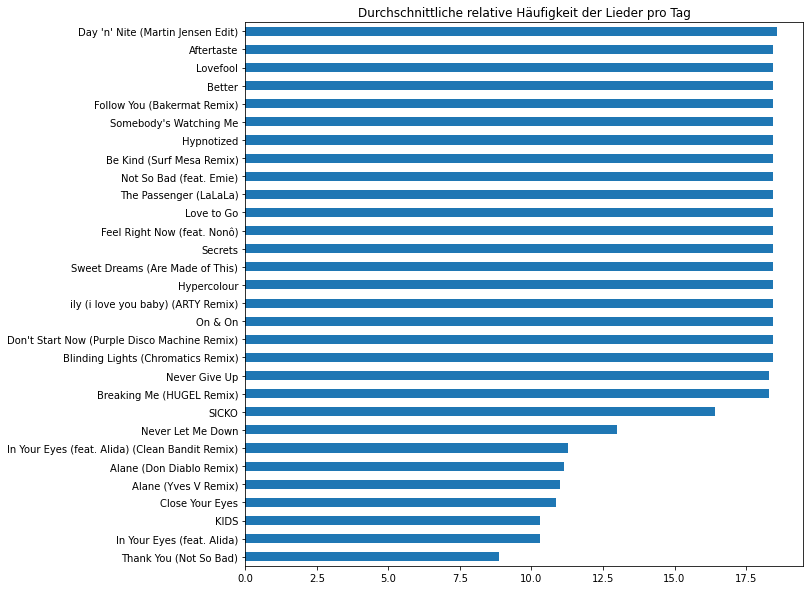 Durchschnittliche relative Häufigkeit der Lieder pro Tag
Day 'n' Nite (Martin Jensen Edit)
Aftertaste
Lovefool
Better
Follow You (Bakermat Remix)
Somebody's Watching Me
Hypnotized
Be Kind (Surf Mesa Remix)
Not So Bad (feat. Emie)
The Passenger (LaLaLa)
Love to Go
Feel Right Now (feat. Nonô)
Secrets
Sweet Dreams (Are Made of This)
Hypercolour
ily (i love you baby) (ARTY Remix)
On & On
Don't Start Now (Purple Disco Machine Remix)
Blinding Lights (Chromatics Remix)
Never Give Up
Breaking Me (HUGEL Remix)
SICKO
Never Let Me Down
In Your Eyes (feat. Alida) (Clean Bandit Remix)
Alane (Don Diablo Remix)
Alane (Yves V Remix)
Close Your Eyes
KIDS
In Your Eyes (feat. Alida)
Thank You (Not So Bad)
0.0 2.5 5.0 7.5 10.0 12.5 15.0 17.5